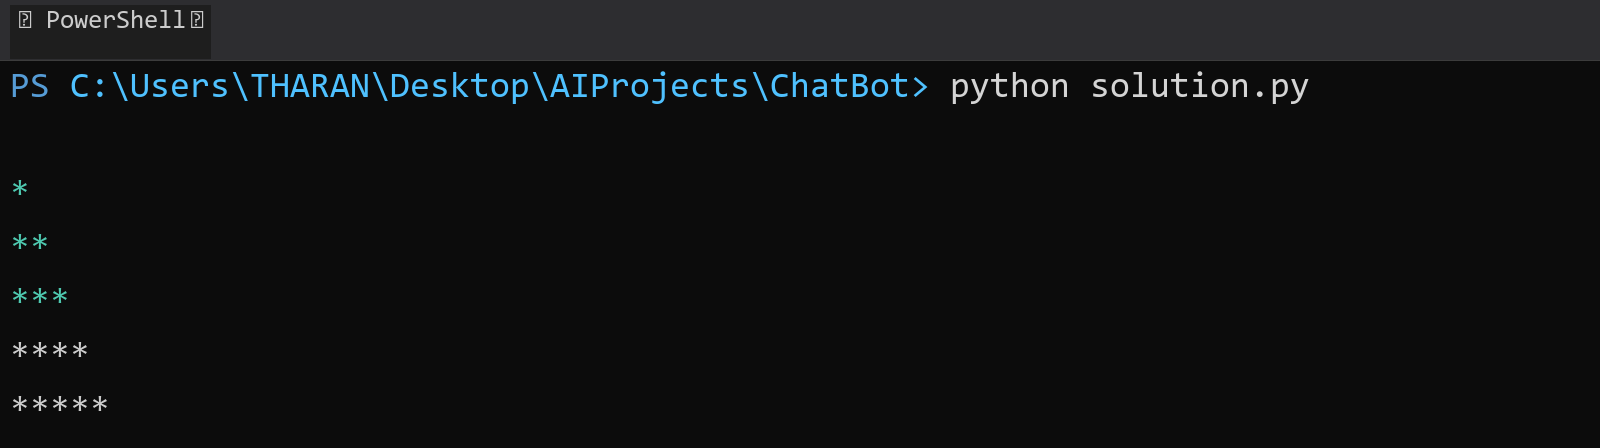 PowerShell
PS C:\Users\THARAN\Desktop\AIProjects\ChatBot> python solution.py
*
**
***
****
*****